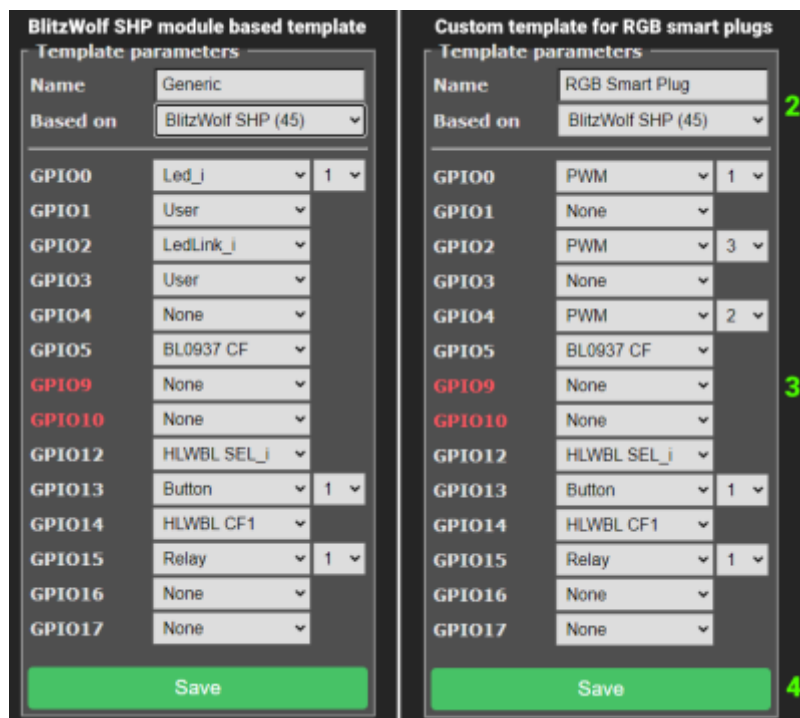 BlitzWolf SHP module based template
Template parameters
Name Generic
Based on BlitzWolf SHP (45)
GPIO0 Led_i 1
GPIO1 User
GPIO2 LedLink_i
GPIO3 User
GPIO4 None
GPIO5 BL0937 CF
GPIO9 None
GPIO10 None
GPIO12 HLWBL SEL_i
GPIO13 Button 1
GPIO14 HLWBL CF1
GPIO15 Relay 1
GPIO16 None
GPIO17 None
Save
Custom template for RGB smart plugs
Template parameters
Name RGB Smart Plug
Based on BlitzWolf SHP (45)
2
GPIO0 PWM 1
GPIO1 None
GPIO2 PWM 3
GPIO3 None
GPIO4 PWM 2
GPIO5 BL0937 CF
GPIO9 None
3
GPIO10 None
GPIO12 HLWBL SEL_i
GPIO13 Button 1
GPIO14 HLWBL CF1
GPIO15 Relay 1
GPIO16 None
GPIO17 None
Save
4